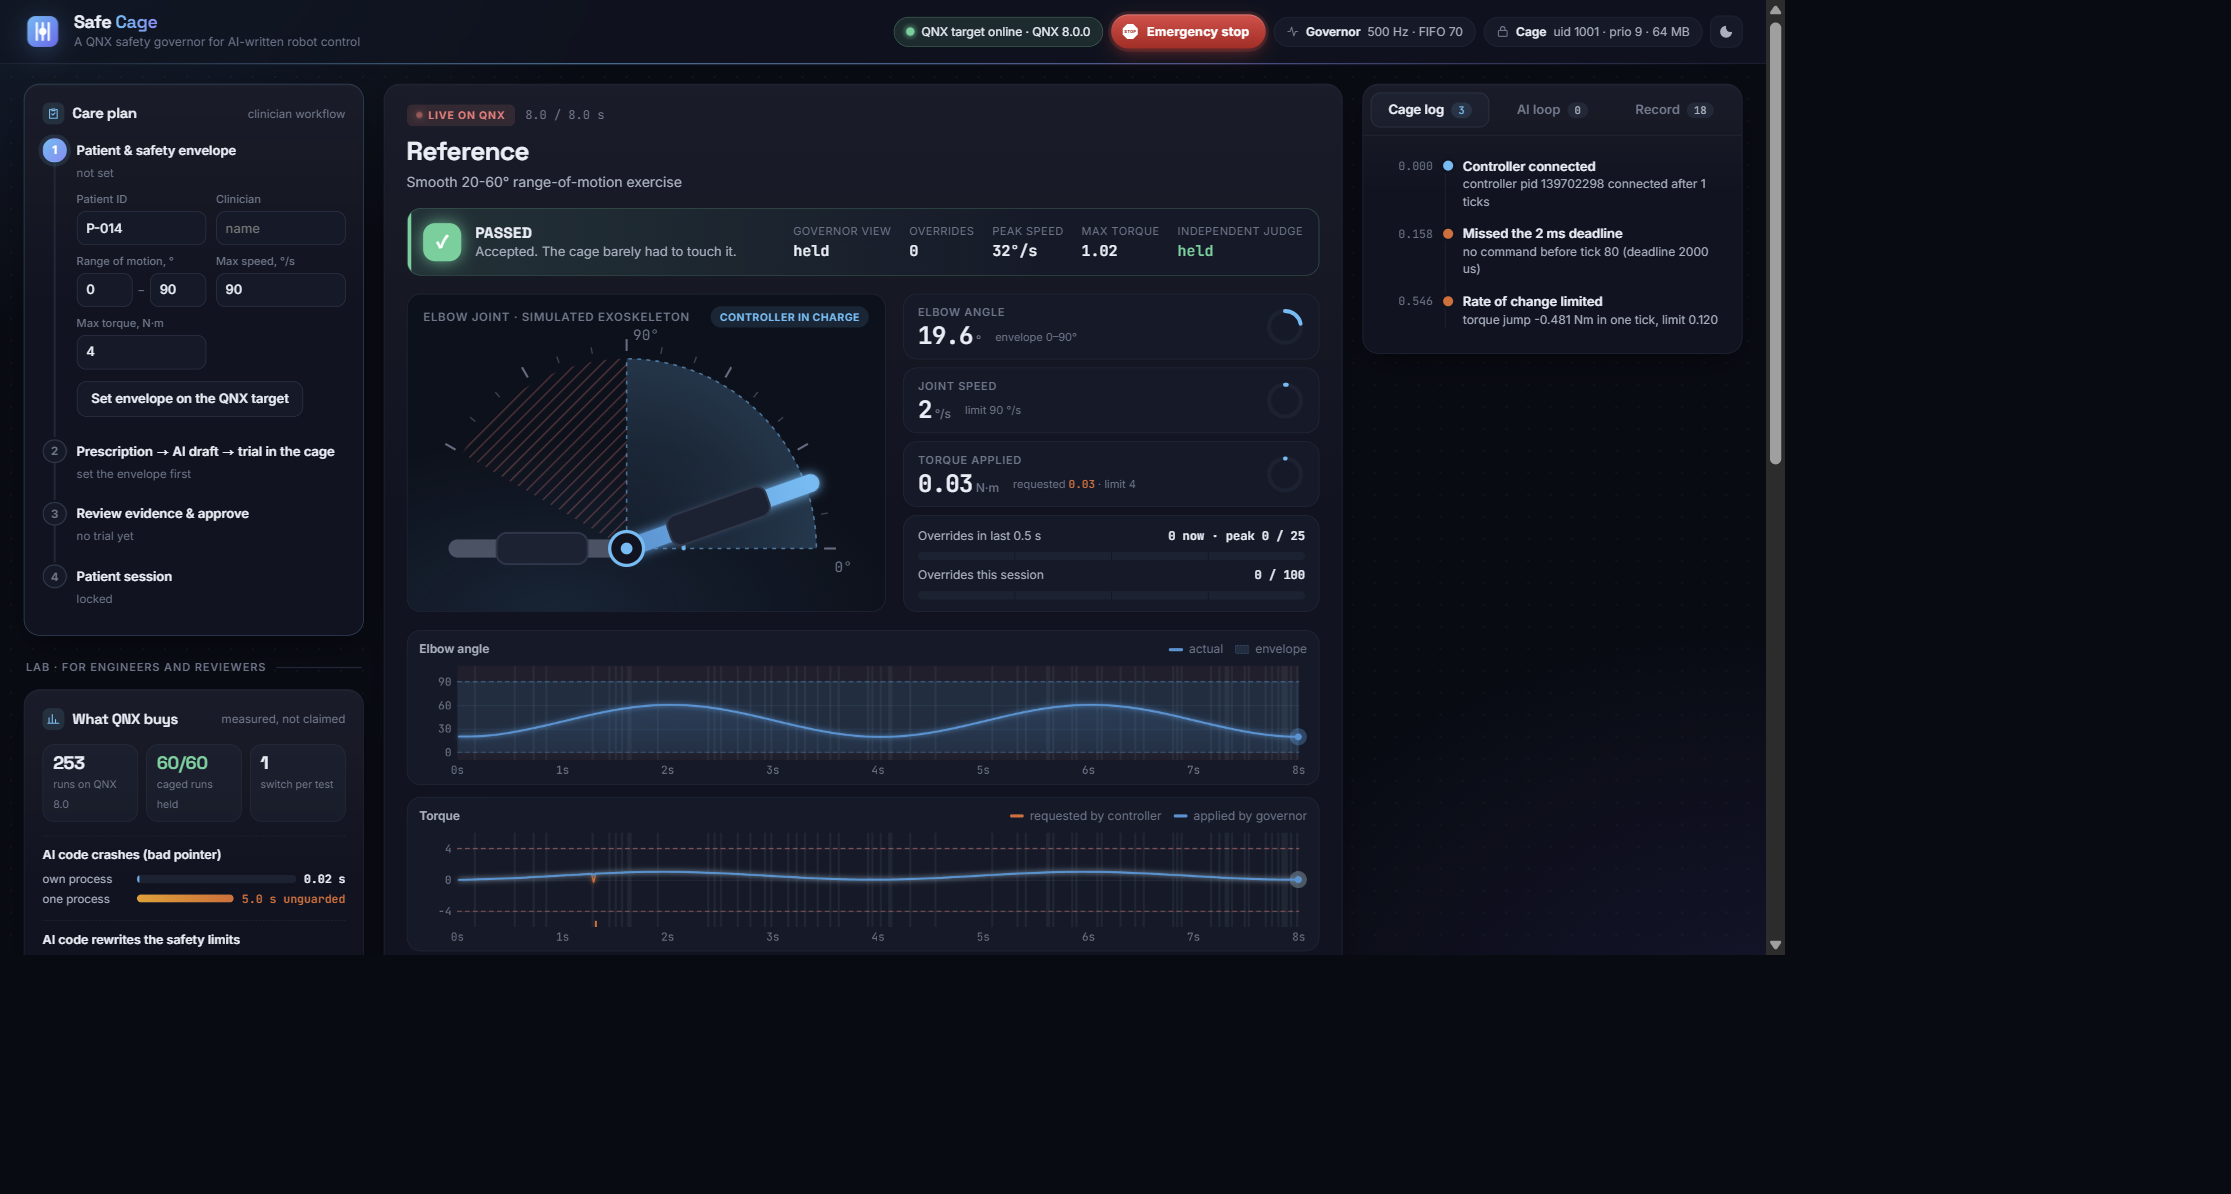 Safe Cage
A QNX safety governor for AI-written robot control
QNX target online · QNX 8.0.0
STOP
Emergency stop
Governor 500 Hz · FIFO 70
Cage uid 1001 · prio 9 · 64 MB
Care plan
clinician workflow
1
Patient & safety envelope
not set
Patient ID
Clinician
P-014
name
Range of motion, °
Max speed, °/s
0 – 90
90
Max torque, N·m
4
Set envelope on the QNX target
2
Prescription → AI draft → trial in the cage
set the envelope first
3
Review evidence & approve
no trial yet
4
Patient session
locked
LAB · FOR ENGINEERS AND REVIEWERS
What QNX buys
measured, not claimed
253
runs on QNX
8.0
60/60
caged runs
held
1
switch per test
AI code crashes (bad pointer)
own process 0.02 s
one process 5.0 s unguarded
AI code rewrites the safety limits
LIVE ON QNX 8.0 / 8.0 s
Reference
Smooth 20-60° range-of-motion exercise
PASSED
Accepted. The cage barely had to touch it.
GOVERNOR VIEW
held
OVERRIDES
0
PEAK SPEED
32°/s
MAX TORQUE
1.02
INDEPENDENT JUDGE
held
ELBOW JOINT · SIMULATED EXOSKELETON
CONTROLLER IN CHARGE
90°
0°
ELBOW ANGLE
19.6 ° envelope 0–90°
JOINT SPEED
2 °/s limit 90 °/s
TORQUE APPLIED
0.03 N·m requested 0.03 · limit 4
Overrides in last 0.5 s 0 now · peak 0 / 25
Overrides this session 0 / 100
Elbow angle
actual envelope
90
60
30
0
0s 1s 2s 3s 4s 5s 6s 7s 8s
Torque
requested by controller applied by governor
4
0
-4
0s 1s 2s 3s 4s 5s 6s 7s 8s
Cage log 3
AI loop 0
Record 18
0.000 Controller connected
controller pid 139702298 connected after 1
ticks
0.158 Missed the 2 ms deadline
no command before tick 80 (deadline 2000
us)
0.546 Rate of change limited
torque jump -0.481 Nm in one tick, limit 0.120